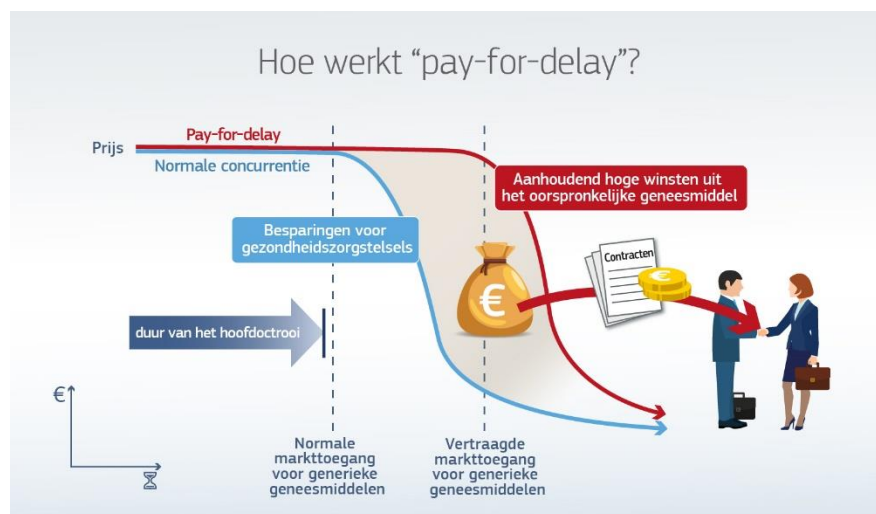 Hoe werkt “pay-for-delay”?
Prijs
Pay-for-delay
Normale concurrentie
Aanhoudend hoge winsten uit
het oorspronkelijke geneesmiddel
Besparingen voor
gezondheidszorgstelsels
Contracten
€
€
duur van het hoofdoctrooi
€
Normale
markttoegang
voor generieke
geneesmiddelen
Vertraagde
markttoegang
voor generieke
geneesmiddelen